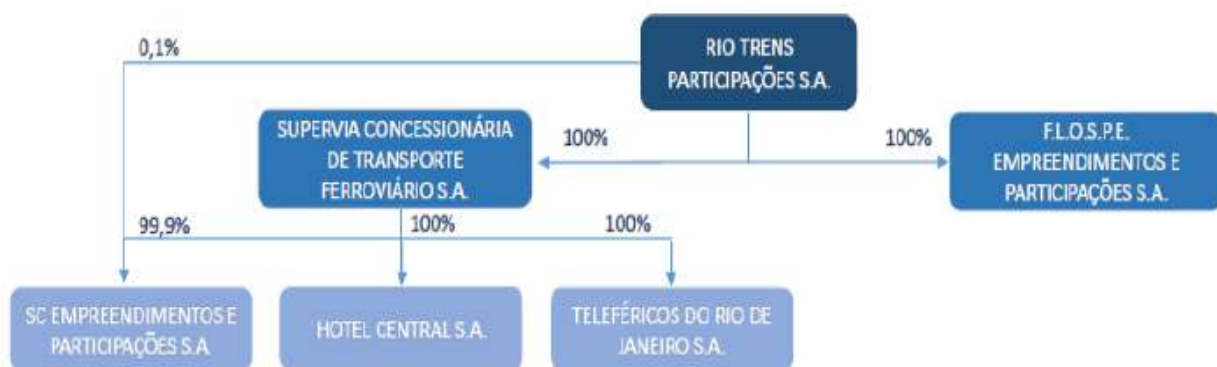 0,1%
RIO TRENS
PARTICIPAÇÕES S.A.
SUPERVIA CONCESSIONÁRIA
DE TRANSPORTE
FERROVIÁRIO S.A.
100%
100%
F.L.O.S.P.E.
EMPREENDIMENTOS E
PARTICIPAÇÕES S.A.
99,9%
100%
100%
SC EMPREENDIMENTOS E
PARTICIPAÇÕES S.A
HOTEL CENTRAL S.A.
TELEFÉRICOS DO RIO DE
JANEIRO S.A.